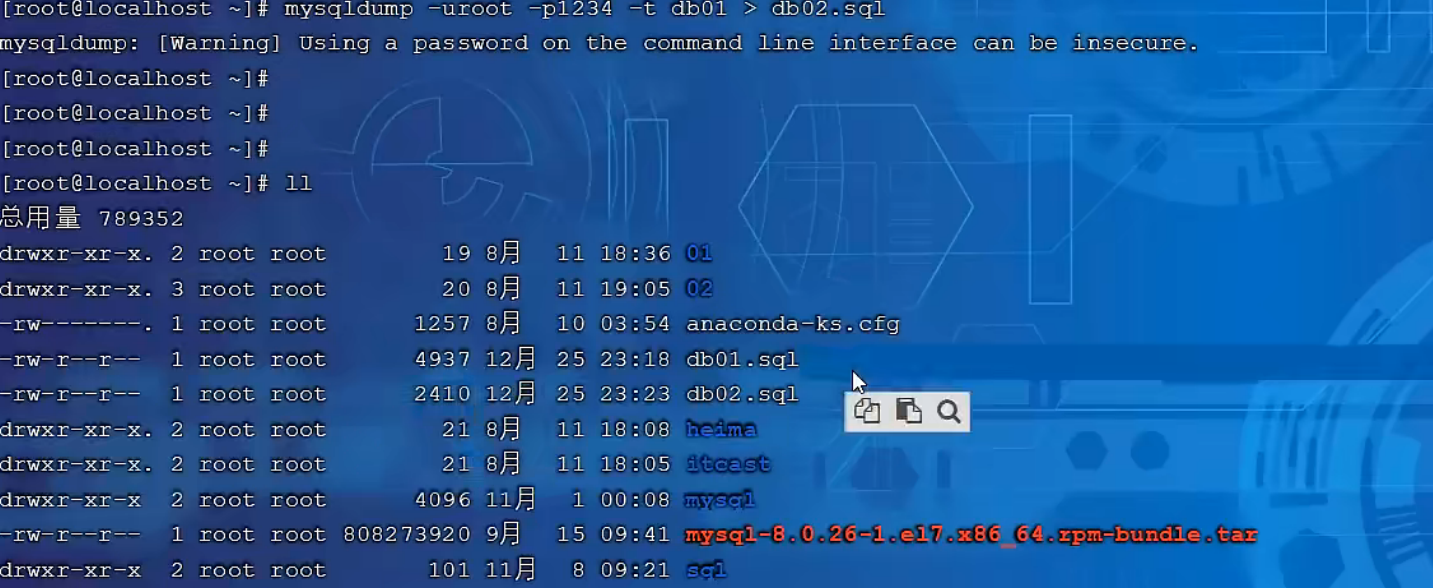 [root@localhost ~]# mysqldump -uroot -p1234 -t db01 > db02.sql
mysqldump: [Warning] Using a password on the command line interface can be insecure.
[root@localhost ~]#
[root@localhost ~]#
[root@localhost ~]#
[root@localhost ~]# ll
总用量 789352
drwxr-xr-x. 2 root root        19 8月  11 18:36 01
drwxr-xr-x. 3 root root        20 8月  11 19:05 02
-rw-------. 1 root root      1257 8月  10 03:54 anaconda-ks.cfg
-rw-r--r--  1 root root      4937 12月 25 23:18 db01.sql
-rw-r--r--  1 root root      2410 12月 25 23:23 db02.sql
drwxr-xr-x. 2 root root        21 8月  11 18:08 heima
drwxr-xr-x. 2 root root        21 8月  11 18:05 itcast
drwxr-xr-x  2 root root      4096 11月  1 00:08 mysql
-rw-r--r--  1 root root 808273920 9月  15 09:41 mysql-8.0.26-1.el7.x86_64.rpm-bundle.tar
drwxr-xr-x  2 root root       101 11月  8 09:21 sql